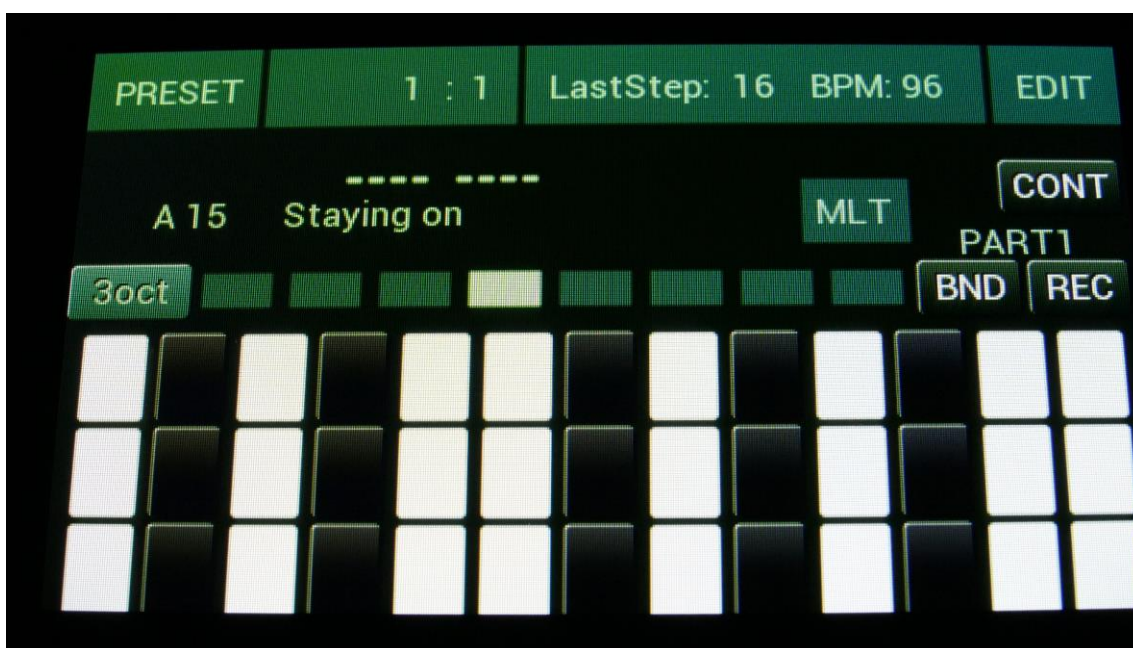 PRESET 1 : 1 LastStep: 16 BPM: 96 EDIT
---- ----
CONT
A 15 Staying on MLT
PART1
3oct BND REC